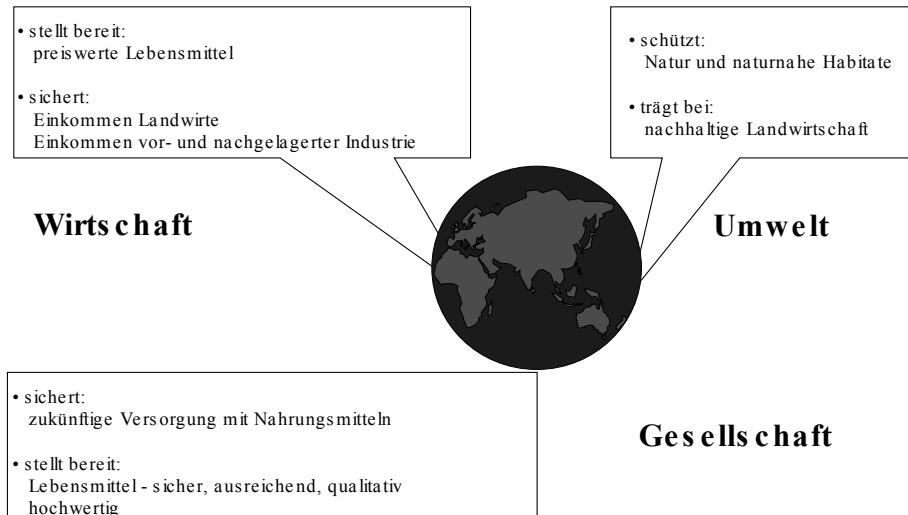 • stellt bereit:
preiswerte Lebensmittel
• sichert:
Einkommen Landwirte
Einkommen vor- und nachgelagerter Industrie
• schützt:
Natur und naturnahe Habitate
• trägt bei:
nachhaltige Landwirtschaft
Wirtschaft
Umwelt
• sichert:
zukünftige Versorgung mit Nahrungsmitteln
• stellt bereit:
Lebensmittel - sicher, ausreichend, qualitativ
hochwertig
Gesellschaft